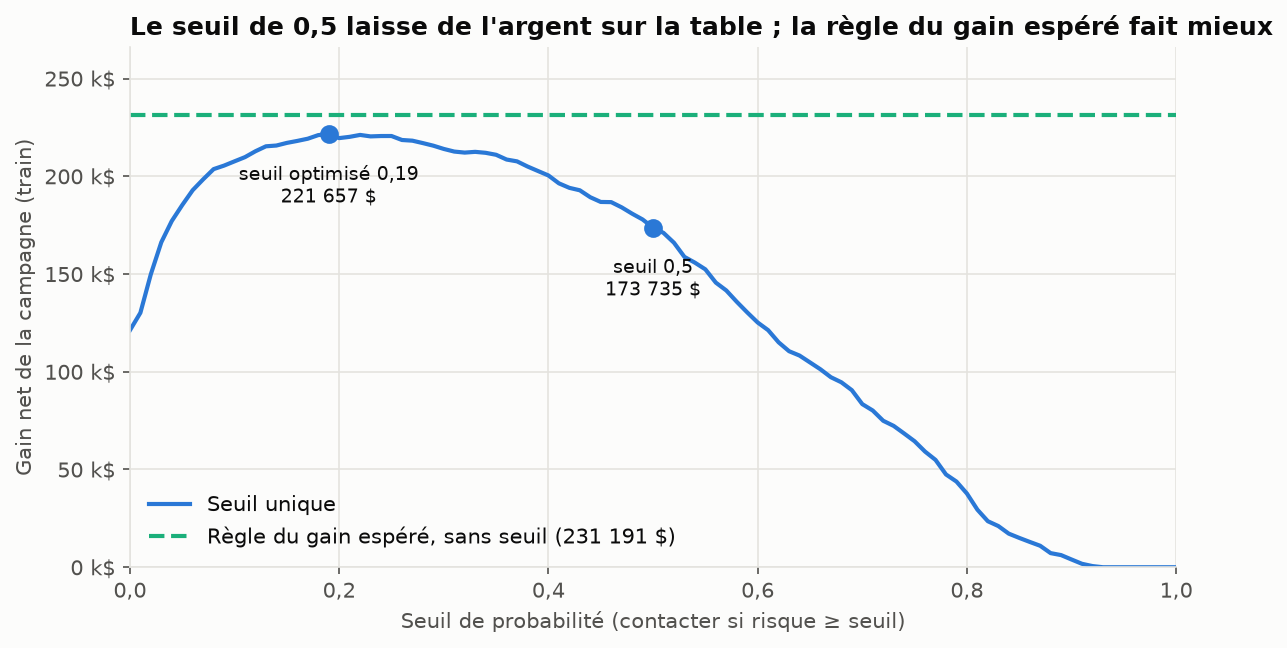 Le seuil de 0,5 laisse de l'argent sur la table ; la règle du gain espéré fait mieux
Gain net de la campagne (train)
250 k$
200 k$
150 k$
100 k$
50 k$
0 k$
seuil optimisé 0,19
221 657 $
seuil 0,5
173 735 $
Seuil unique
Règle du gain espéré, sans seuil (231 191 $)
0,0
0,2
0,4
0,6
0,8
1,0
Seuil de probabilité (contacter si risque ≥ seuil)